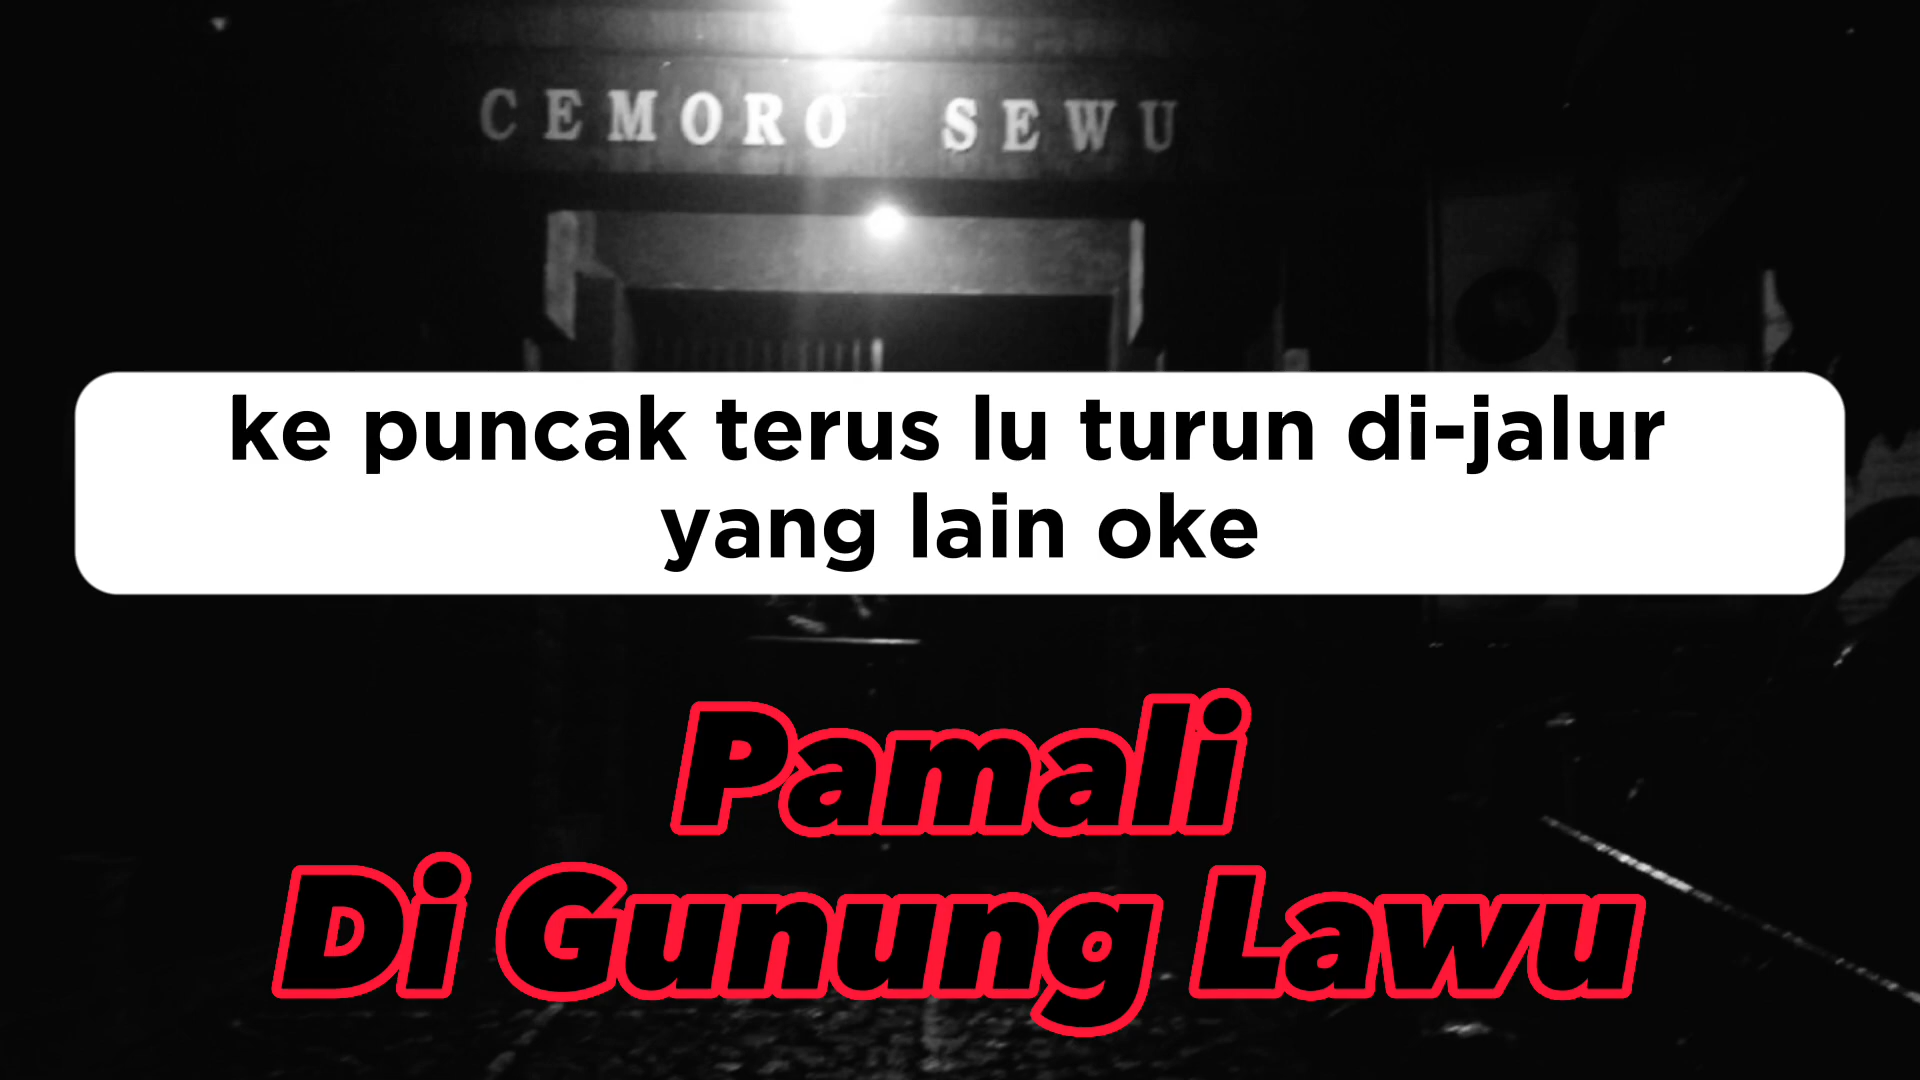 CEMORO SEWU
ke puncak terus lu turun di-jalur
yang lain oke
Pamali
Di Gunung Lawu